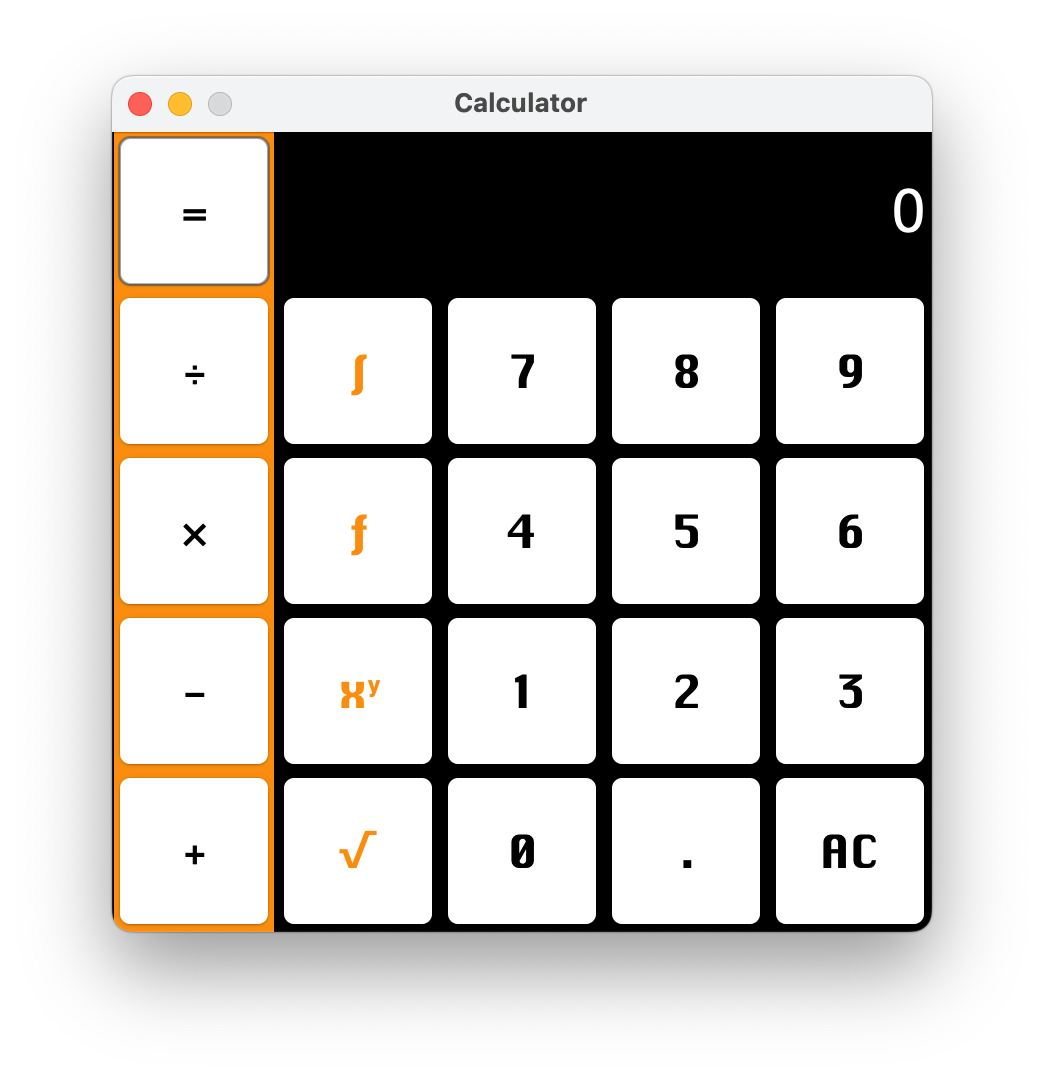 Calculator
= 0
÷ ∫ 7 8 9
× ƒ 4 5 6
− xʸ 1 2 3
+ √ 0 . AC